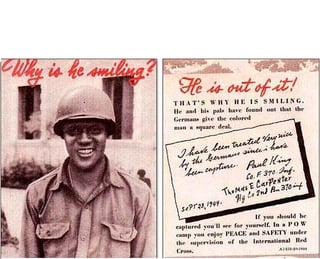 Why is he smiling?
He is out of it!
THAT'S WHY HE IS SMILING.
He and his pals have found out that the
Germans give the colored
man a square deal.
I have been treated very nice
by the Germans since i have
been capture. Paul King
Co. F 370. Inf.
Thomas E Carpenter
Hq Co 2nd Bn 370 inf
SEPT 23, 1944.
If you should be
captured you'll see for yourself. In a POW
camp you enjoy PEACE and SAFETY under
the supervision of the International Red
Cross.